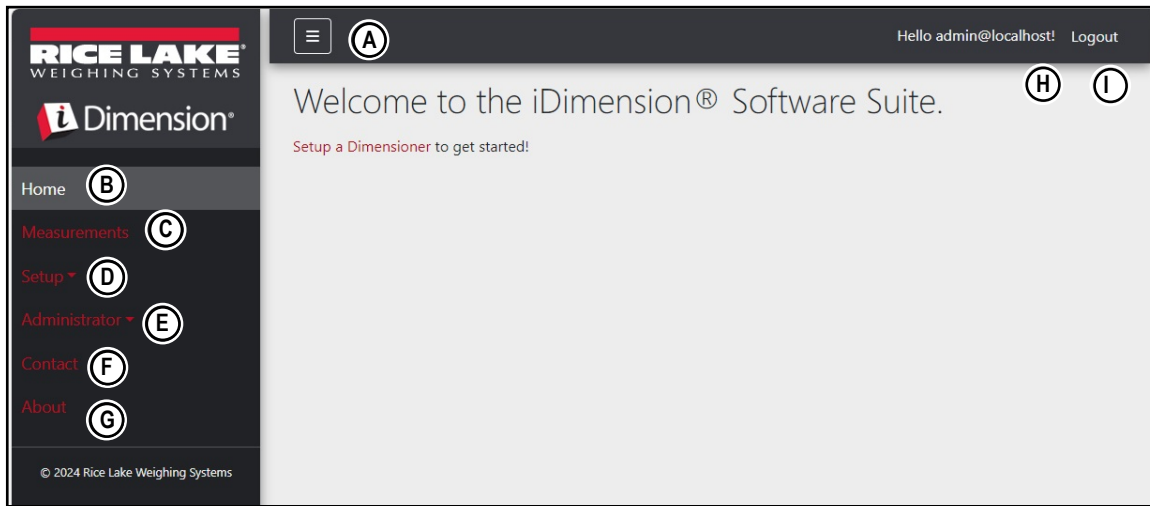 RICE LAKE®
WEIGHING SYSTEMS
i Dimension®
Home B
Measurements C
Setup D
Administrator E
Contact F
About G
© 2024 Rice Lake Weighing Systems
A
Hello admin@localhost! Logout
H I
Welcome to the iDimension® Software Suite.
Setup a Dimensioner to get started!